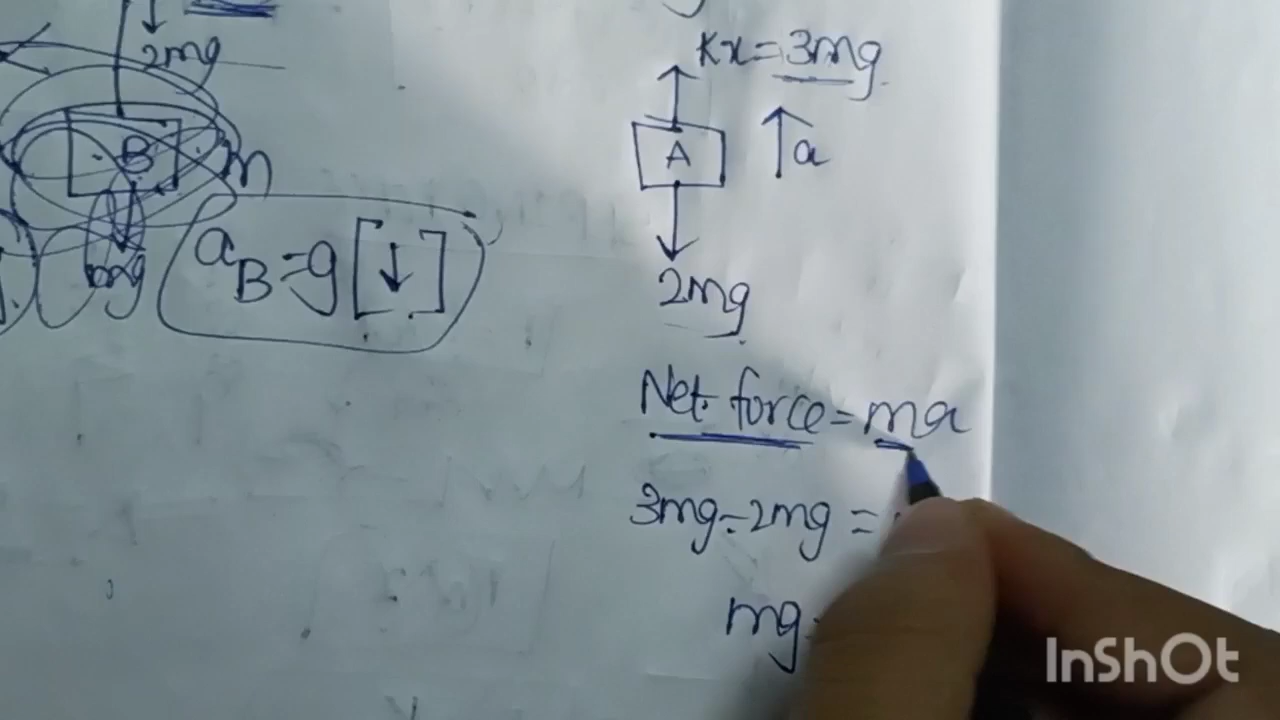 2mg
B
m
mg
aB=g[↓]
kx=3mg
A
a
2mg
Net force=ma
3mg-2mg =
mg
InShOt